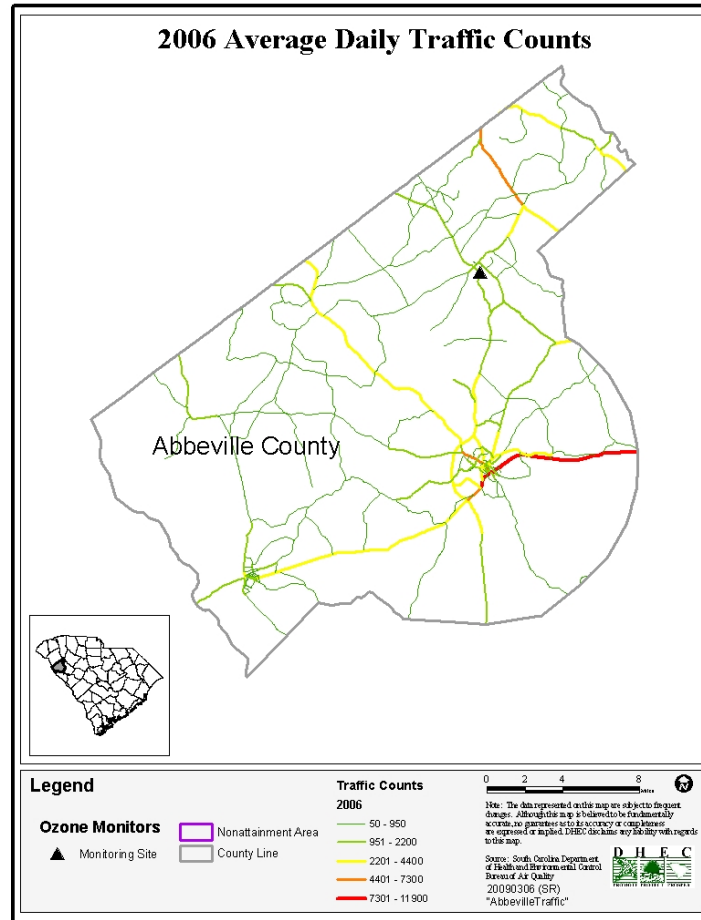 2006 Average Daily Traffic Counts
Abbeville County
Legend
Ozone Monitors
Monitoring Site
Nonattainment Area
County Line
Traffic Counts
2006
50 - 950
951 - 2200
2201 - 4400
4401 - 7300
7301 - 11900
0 2 4 8
Miles
N
Note: The data represented on this map are subject to frequent
changes. Although this map is believed to be fundamentally
accurate, no guarantees as to its accuracy or completeness
are expressed or implied. DHEC disclaims any liability with regards
to this map.
Source: South Carolina Department
of Health and Environmental Control
Bureau of Air Quality
20090306 (SR)
"AbbevilleTraffic"
D H E C
PROMOTE PROTECT PROSPER